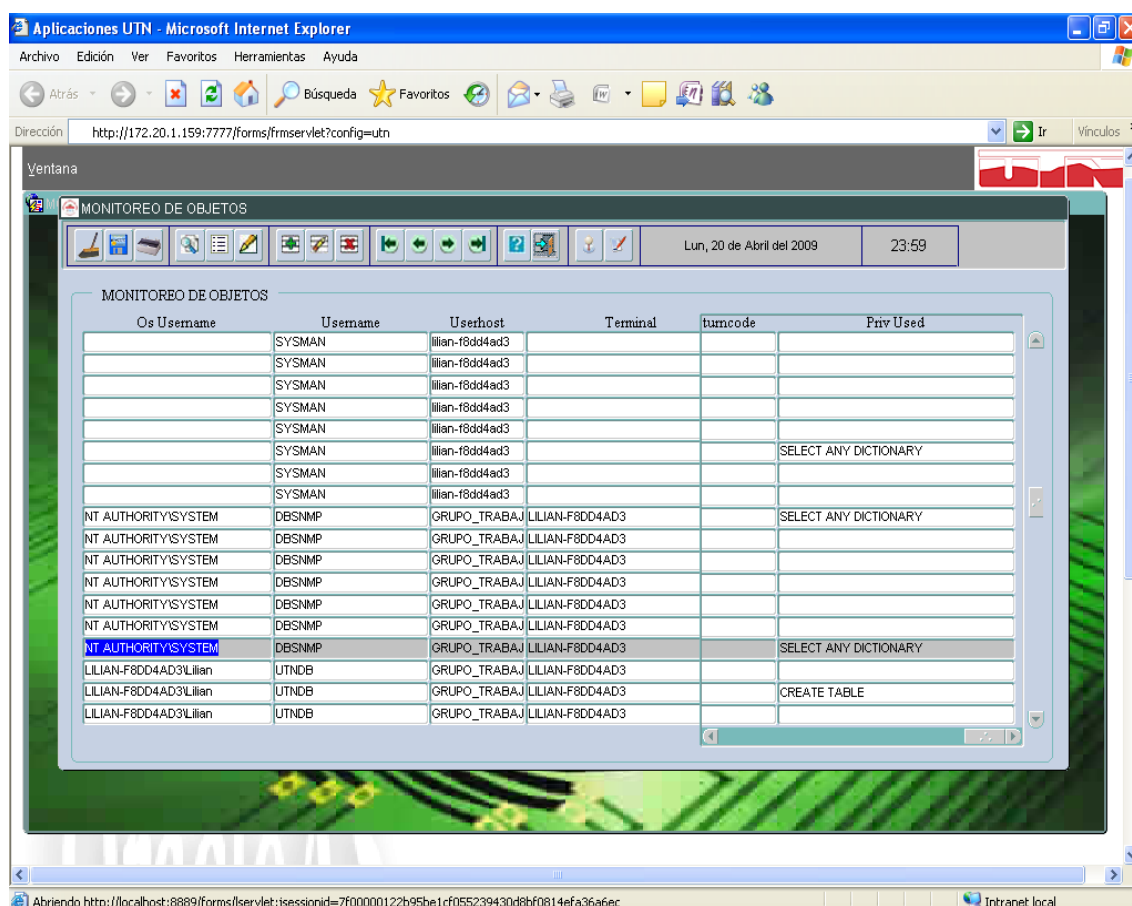 Aplicaciones UTN - Microsoft Internet Explorer
Archivo Edición Ver Favoritos Herramientas Ayuda
Atrás Búsqueda Favoritos
Dirección http://172.20.1.159:7777/forms/frmservlet?config=utn Ir Vínculos
Ventana
MONITOREO DE OBJETOS
Lun, 20 de Abril del 2009 23:59
MONITOREO DE OBJETOS
Os Username Username Userhost Terminal turncode Priv Used
SYSMAN lilian-f8dd4ad3
SYSMAN lilian-f8dd4ad3
SYSMAN lilian-f8dd4ad3
SYSMAN lilian-f8dd4ad3
SYSMAN lilian-f8dd4ad3
SYSMAN lilian-f8dd4ad3 SELECT ANY DICTIONARY
SYSMAN lilian-f8dd4ad3
SYSMAN lilian-f8dd4ad3
NT AUTHORITY\SYSTEM DBSNMP GRUPO_TRABAJ LILIAN-F8DD4AD3 SELECT ANY DICTIONARY
NT AUTHORITY\SYSTEM DBSNMP GRUPO_TRABAJ LILIAN-F8DD4AD3
NT AUTHORITY\SYSTEM DBSNMP GRUPO_TRABAJ LILIAN-F8DD4AD3
NT AUTHORITY\SYSTEM DBSNMP GRUPO_TRABAJ LILIAN-F8DD4AD3
NT AUTHORITY\SYSTEM DBSNMP GRUPO_TRABAJ LILIAN-F8DD4AD3
NT AUTHORITY\SYSTEM DBSNMP GRUPO_TRABAJ LILIAN-F8DD4AD3
NT AUTHORITY\SYSTEM DBSNMP GRUPO_TRABAJ LILIAN-F8DD4AD3 SELECT ANY DICTIONARY
LILIAN-F8DD4AD3\Lilian UTNDB GRUPO_TRABAJ LILIAN-F8DD4AD3
LILIAN-F8DD4AD3\Lilian UTNDB GRUPO_TRABAJ LILIAN-F8DD4AD3 CREATE TABLE
LILIAN-F8DD4AD3\Lilian UTNDB GRUPO_TRABAJ LILIAN-F8DD4AD3
Abriendo http://localhost:8889/forms/lservlet;jsessionid=7f00000122b95be1cf055239430d8bf0814efa36a6ec Intranet local